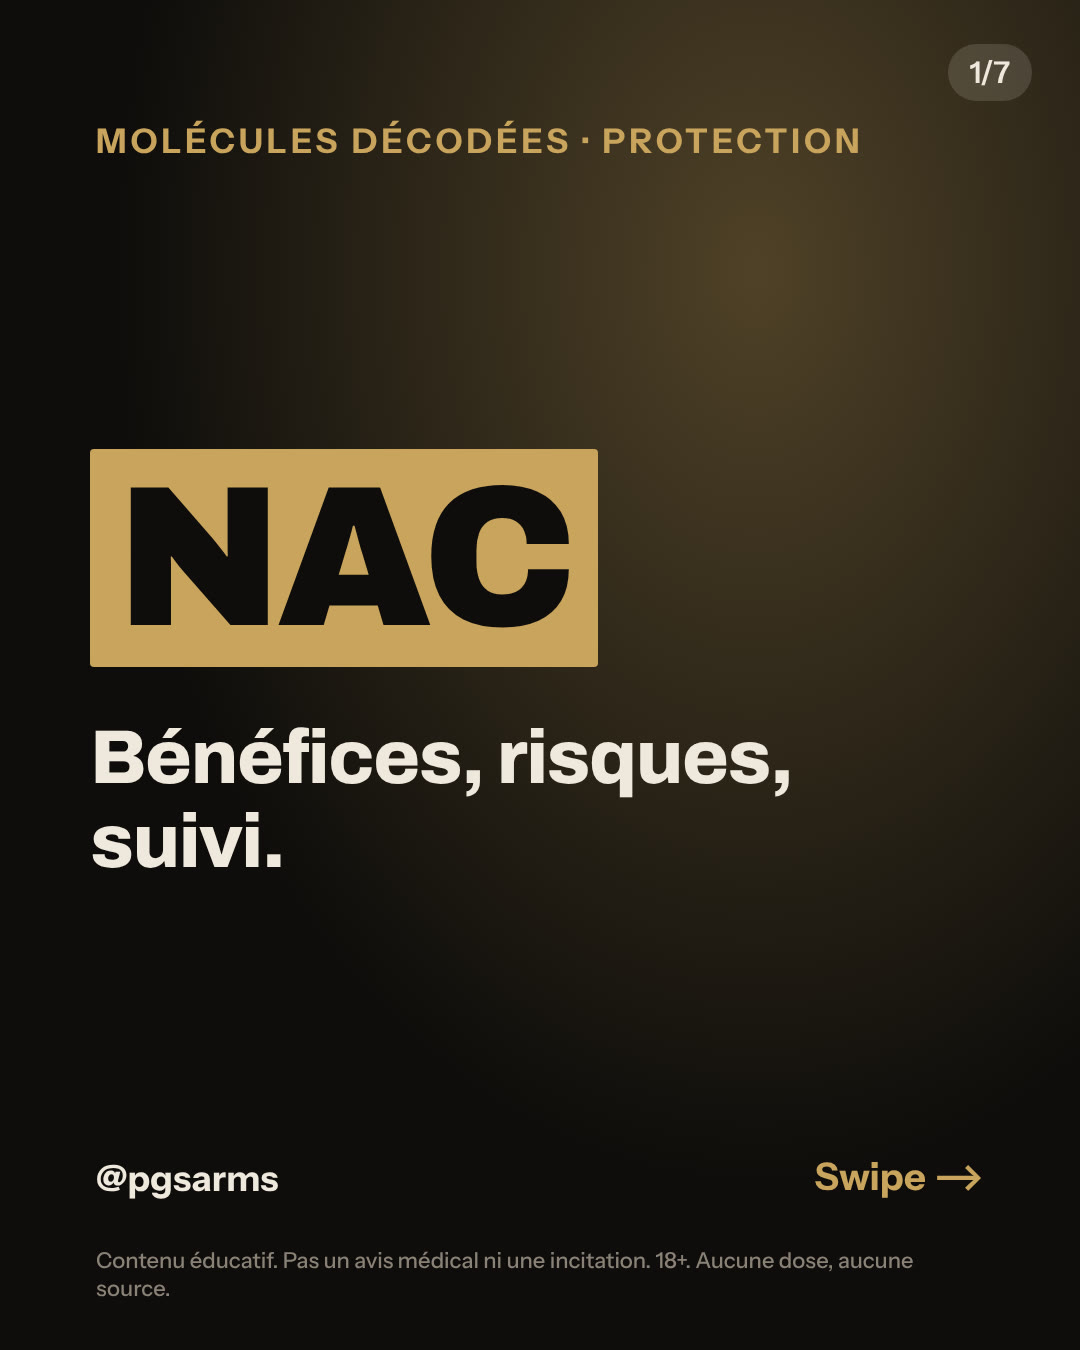 1/7
MOLÉCULES DÉCODÉES · PROTECTION
NAC
Bénéfices, risques,
suivi.
@pgsarms
Swipe →
Contenu éducatif. Pas un avis médical ni une incitation. 18+. Aucune dose, aucune
source.